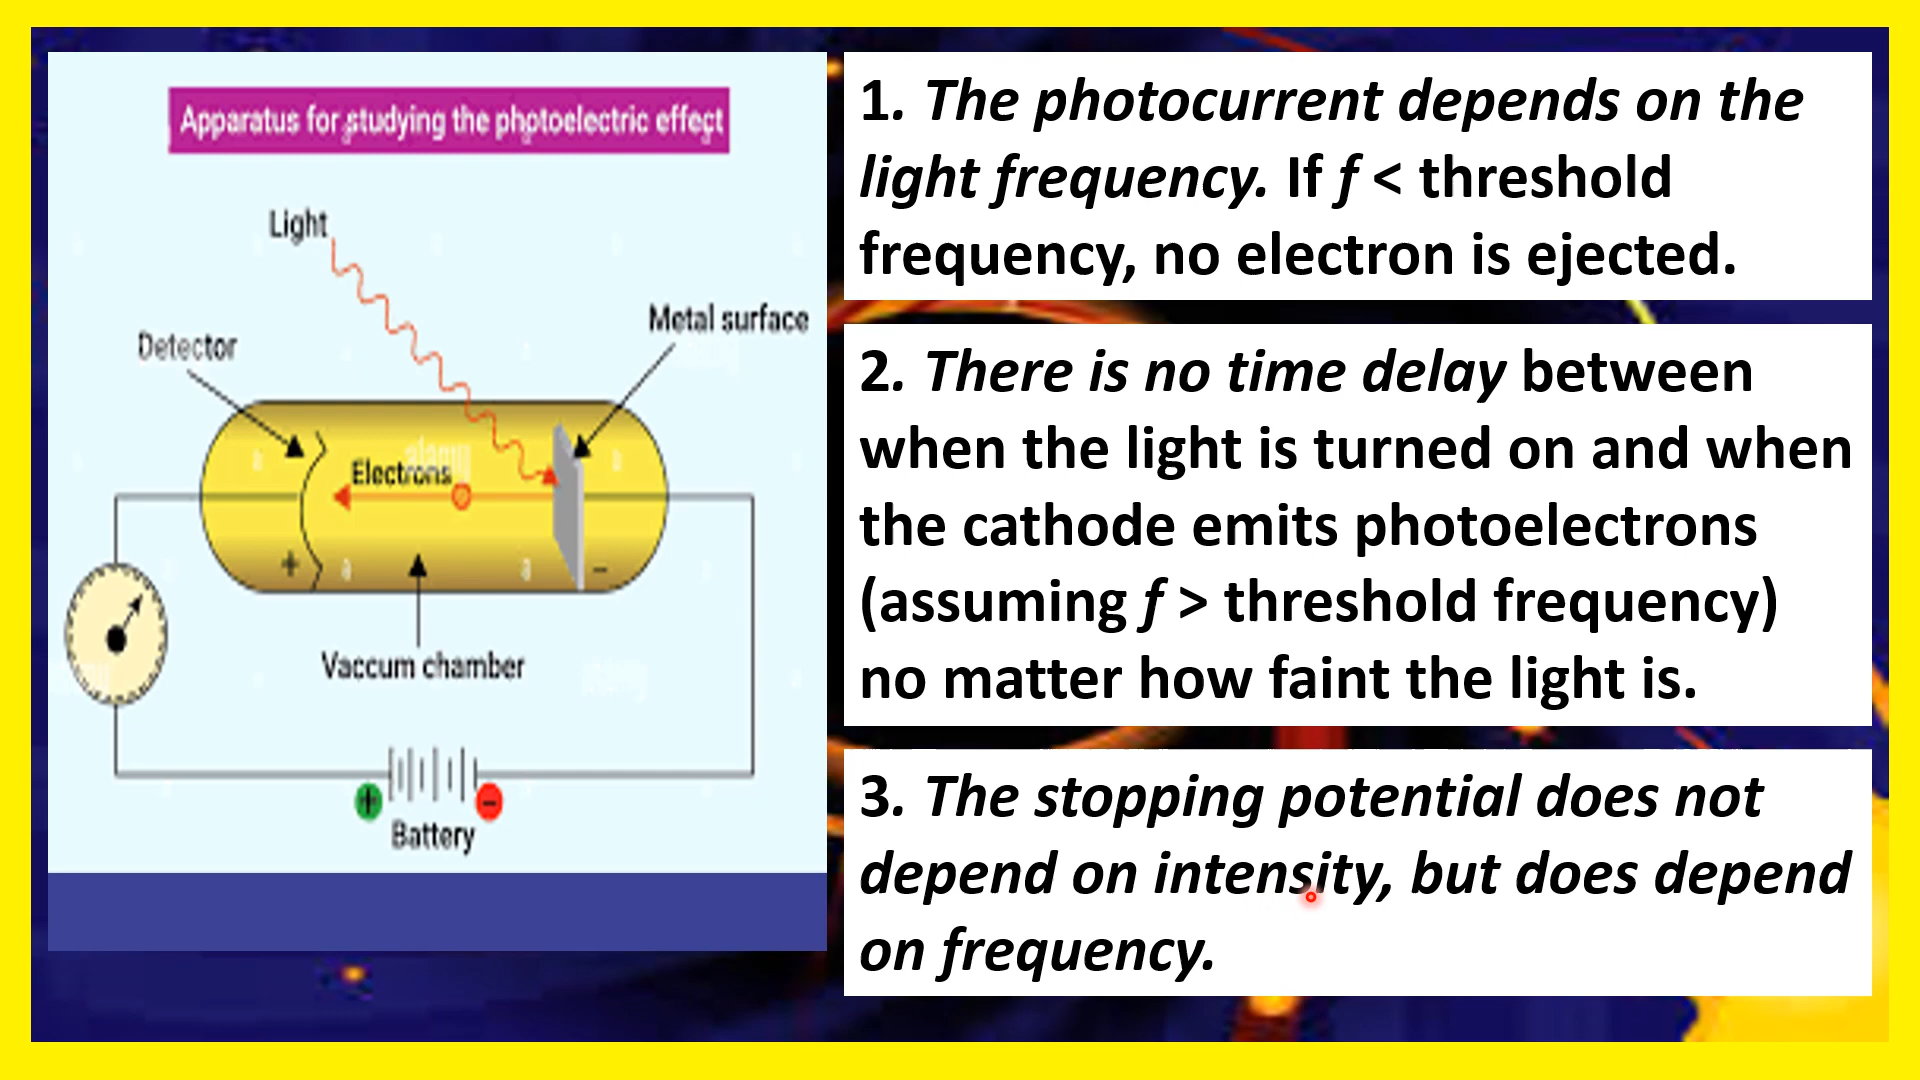 Apparatus for studying the photoelectric effect
Light
Metal surface
Detector
Electrons
+
−
Vaccum chamber
+
−
Battery
1. The photocurrent depends on the
light frequency. If f < threshold
frequency, no electron is ejected.
2. There is no time delay between
when the light is turned on and when
the cathode emits photoelectrons
(assuming f > threshold frequency)
no matter how faint the light is.
3. The stopping potential does not
depend on intensity, but does depend
on frequency.